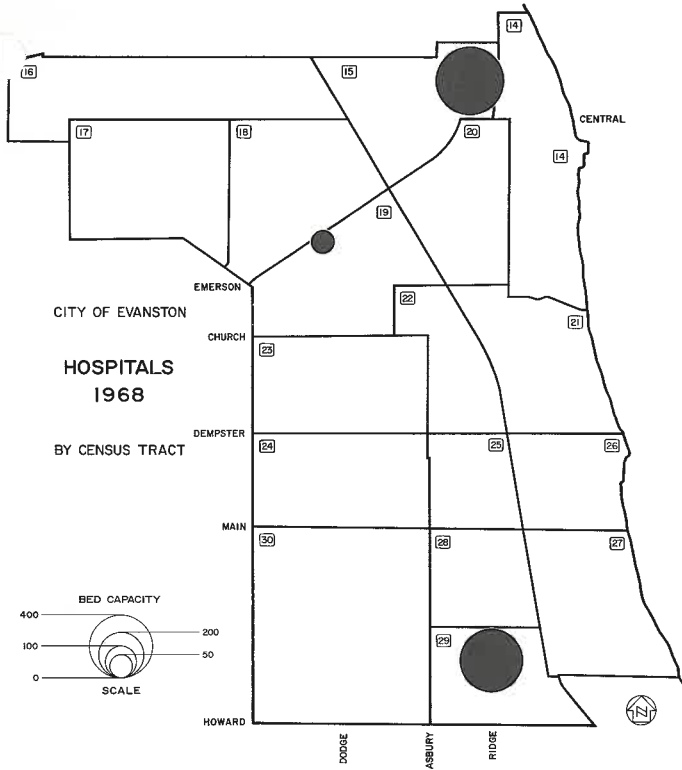 14
16
15
CENTRAL
17
18
20
14
19
EMERSON
22
CITY OF EVANSTON
21
CHURCH
23
HOSPITALS
1968
DEMPSTER
24
25
26
BY CENSUS TRACT
MAIN
30
28
27
BED CAPACITY
400
200
100
50
0
SCALE
29
HOWARD
N
DODGE
ASBURY
RIDGE